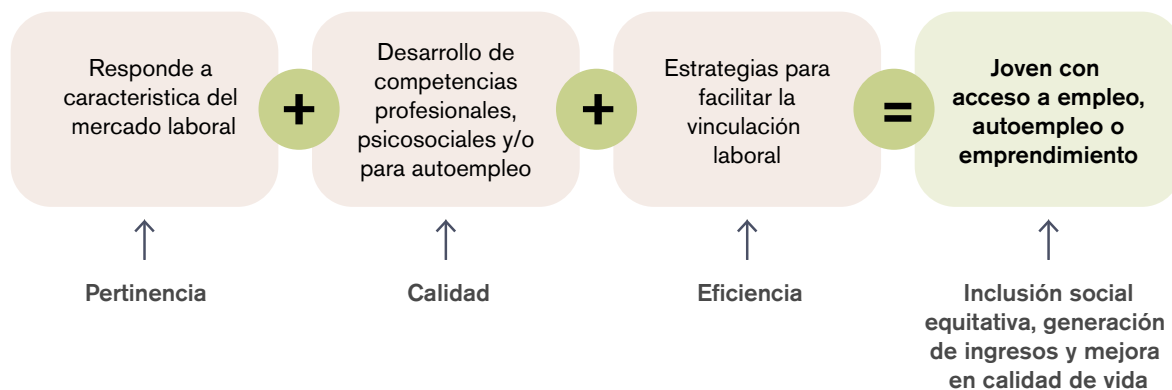 Responde a
caracteristica del
mercado laboral
+
Desarrollo de
competencias
profesionales,
psicosociales y/o
para autoempleo
+
Estrategias para
facilitar la
vinculación
laboral
=
Joven con
acceso a empleo,
autoempleo o
emprendimiento
Pertinencia
Calidad
Eficiencia
Inclusión social
equitativa, generación
de ingresos y mejora
en calidad de vida